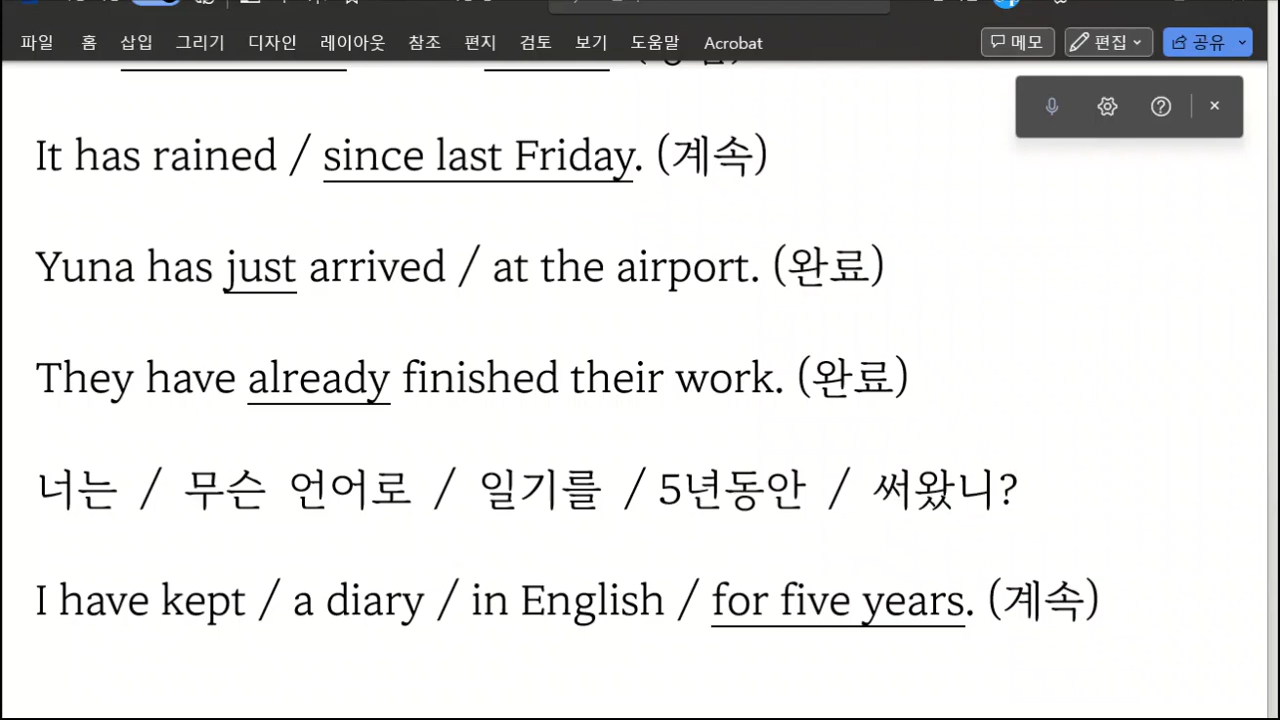 파일 홈 삽입 그리기 디자인 레이아웃 참조 편지 검토 보기 도움말 Acrobat 메모 편집 공유
It has rained / since last Friday. (계속)
Yuna has just arrived / at the airport. (완료)
They have already finished their work. (완료)
너는 / 무슨 언어로 / 일기를 / 5년동안 / 써왔니?
I have kept / a diary / in English / for five years. (계속)